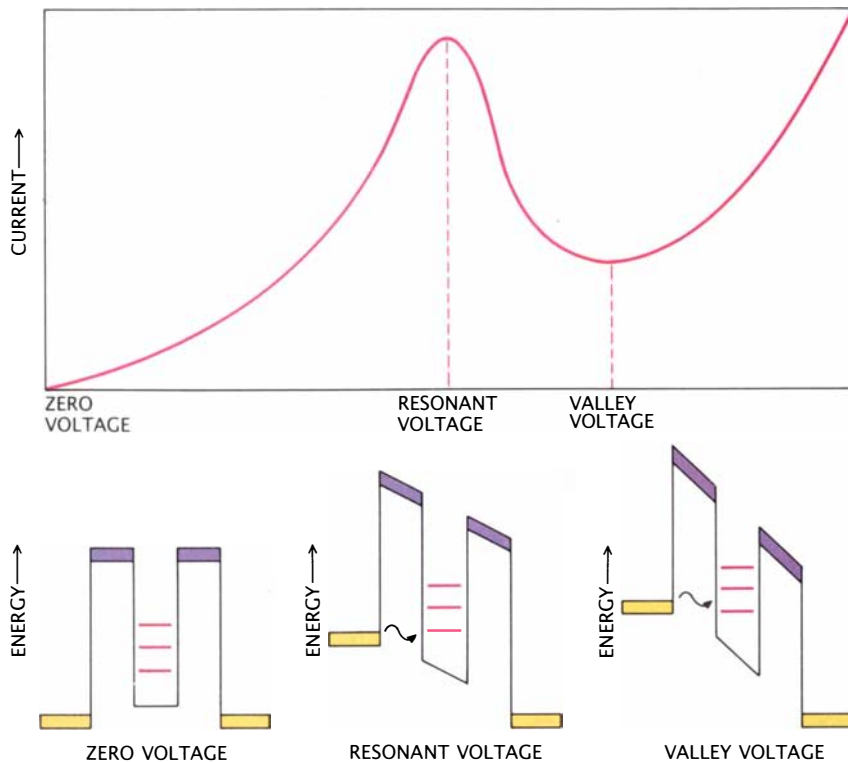 CURRENT
ZERO
VOLTAGE
RESONANT
VOLTAGE
VALLEY
VOLTAGE
ENERGY
ENERGY
ENERGY
ZERO VOLTAGE
RESONANT VOLTAGE
VALLEY VOLTAGE